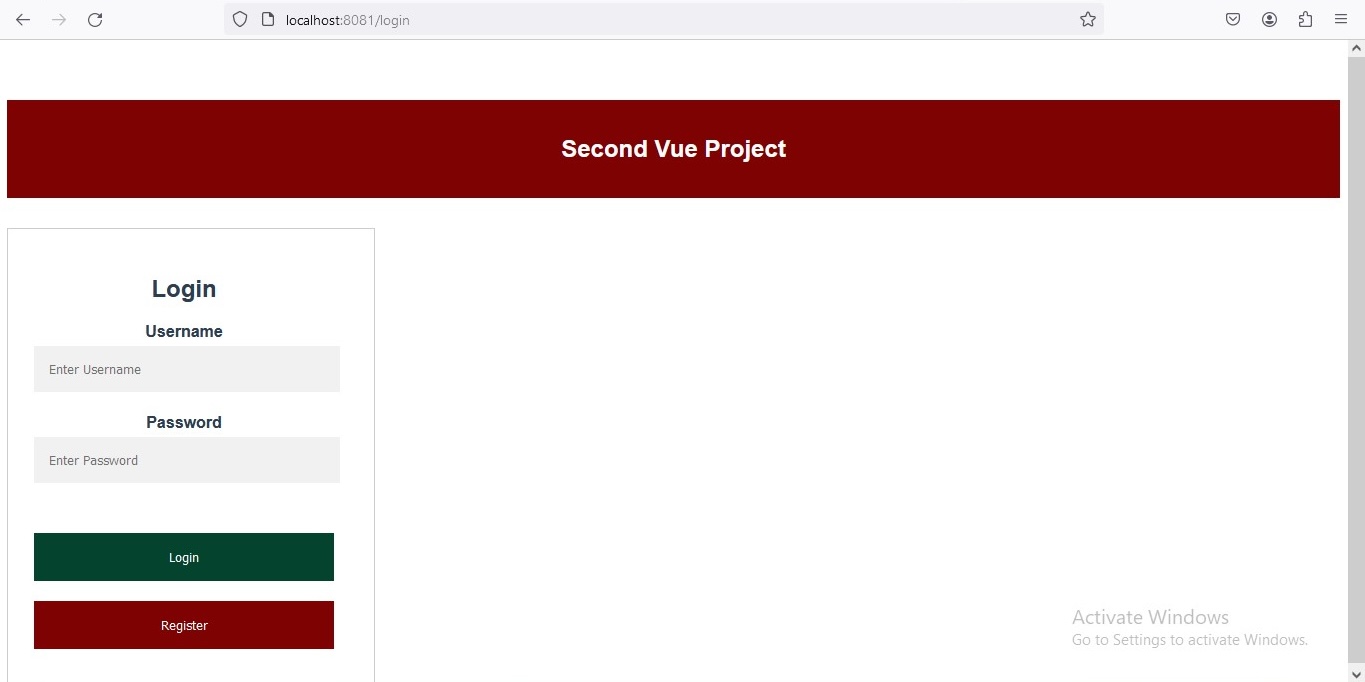 localhost:8081/login
Second Vue Project
Login
Username
Enter Username
Password
Enter Password
Login
Register
Activate Windows
Go to Settings to activate Windows.